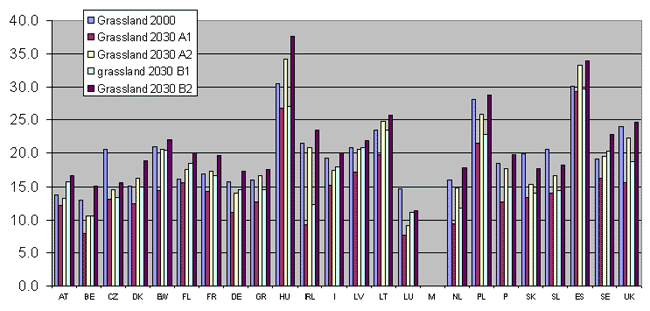 40.0
35.0
30.0
25.0
20.0
15.0
10.0
5.0
0.0
Grassland 2000
Grassland 2030 A1
Grassland 2030 A2
grassland 2030 B1
Grassland 2030 B2
AT BE CZ DK EW FL FR DE GR HU IRL I LV LT LU M NL PL P SK SL ES SE UK